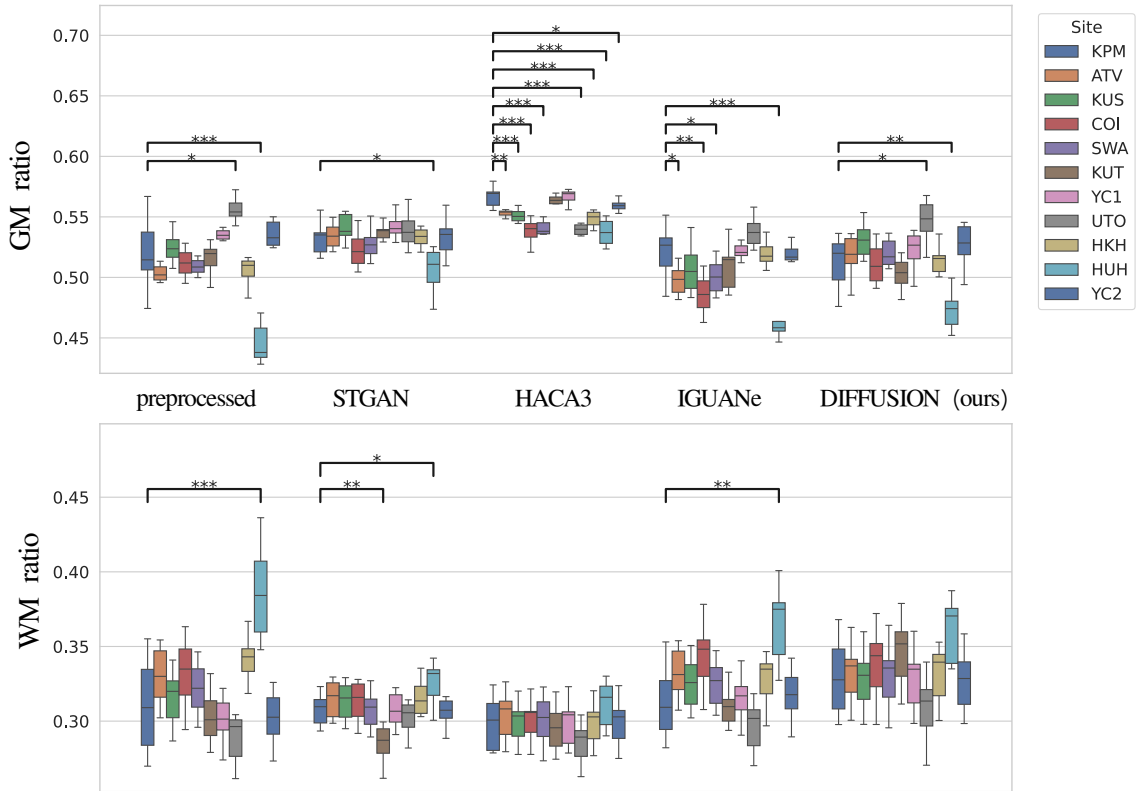 Site
KPM
ATV
KUS
COI
SWA
KUT
YC1
UTO
HKH
HUH
YC2
GM ratio
0.70
0.65
0.60
0.55
0.50
0.45
***
*
*
*
***
***
***
***
***
***
**
***
*
**
*
**
*
preprocessed STGAN HACA3 IGUANe DIFFUSION (ours)
WM ratio
0.45
0.40
0.35
0.30
***
*
**
**